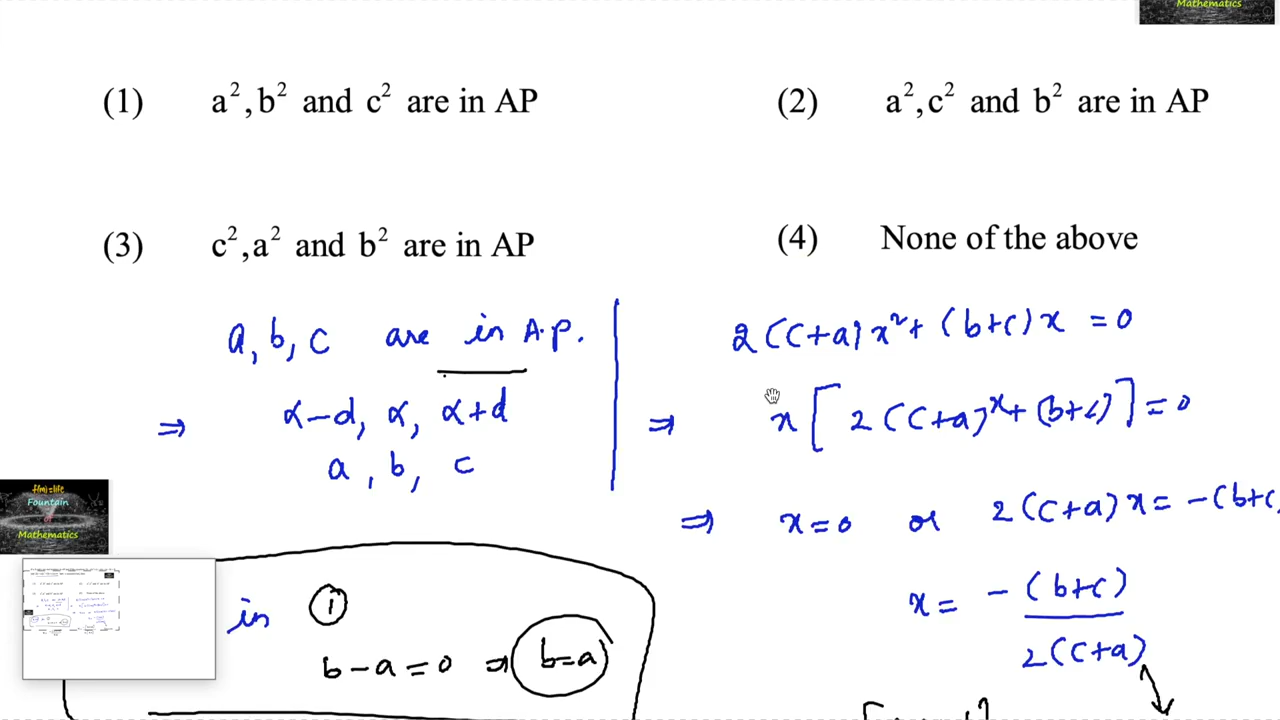 Mathematics
(1) a²,b² and c² are in AP
(2) a²,c² and b² are in AP
(3) c²,a² and b² are in AP
(4) None of the above
a, b, c are in A.P.
⇒ α-d, α, α+d
a, b, c
2(c+a)x²+(b+c)x = 0
⇒ x[2(c+a)x+(b+c)]=0
⇒ x=0 or 2(c+a)x = -(b+c)
x = -(b+c)
2(c+a)
f(m)=life
Fountain
of
Mathematics
in ①
b-a=0 ⇒ b=a